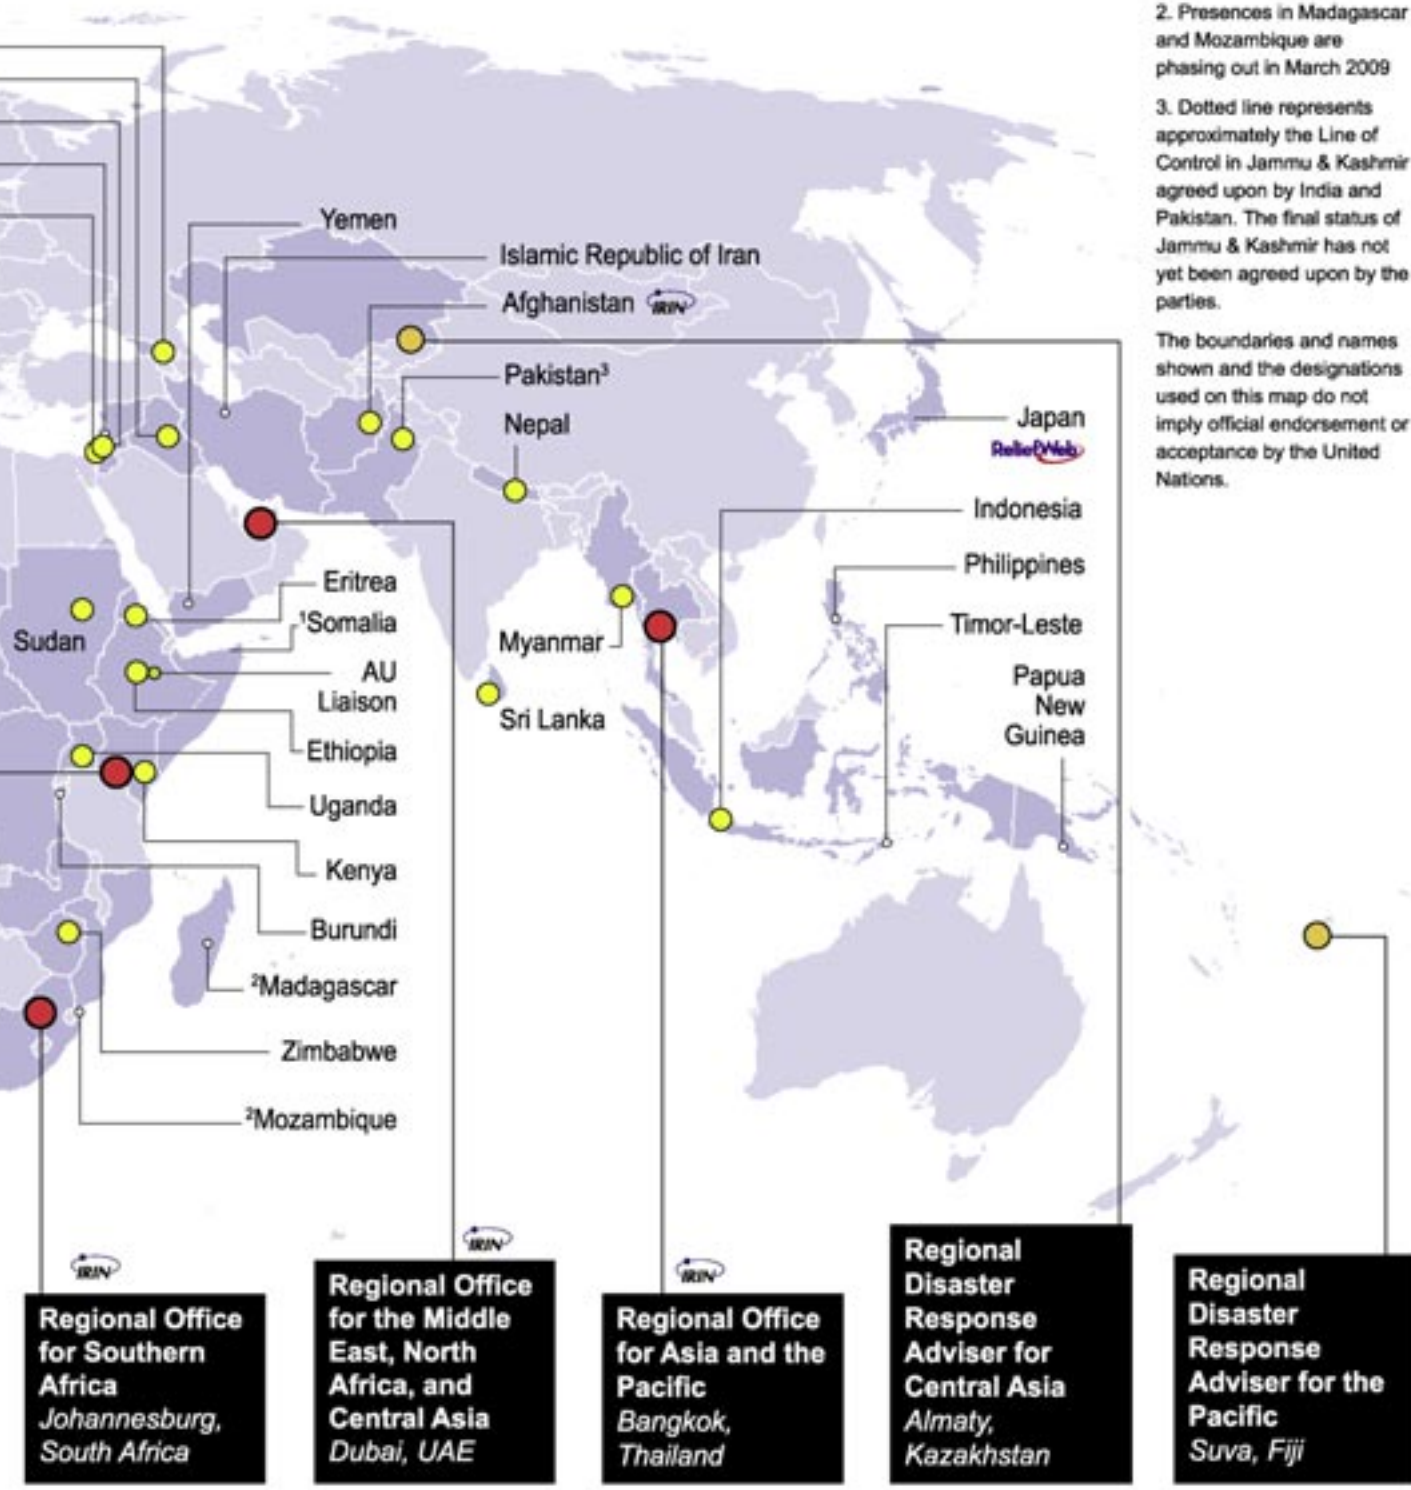 2. Presences in Madagascar
and Mozambique are
phasing out in March 2009
3. Dotted line represents
approximately the Line of
Control in Jammu & Kashmir
agreed upon by India and
Pakistan. The final status of
Jammu & Kashmir has not
yet been agreed upon by the
parties.
The boundaries and names
shown and the designations
used on this map do not
imply official endorsement or
acceptance by the United
Nations.
Yemen
Islamic Republic of Iran
Afghanistan IRIN
Pakistan³
Nepal
Japan
ReliefWeb
Indonesia
Philippines
Timor-Leste
Papua
New
Guinea
Eritrea
¹Somalia
Sudan
AU
Liaison
Ethiopia
Uganda
Kenya
Burundi
²Madagascar
Zimbabwe
²Mozambique
Myanmar
Sri Lanka
IRIN
Regional Office
for Southern
Africa
Johannesburg,
South Africa
IRIN
Regional Office
for the Middle
East, North
Africa, and
Central Asia
Dubai, UAE
IRIN
Regional Office
for Asia and the
Pacific
Bangkok,
Thailand
Regional
Disaster
Response
Adviser for
Central Asia
Almaty,
Kazakhstan
Regional
Disaster
Response
Adviser for the
Pacific
Suva, Fiji